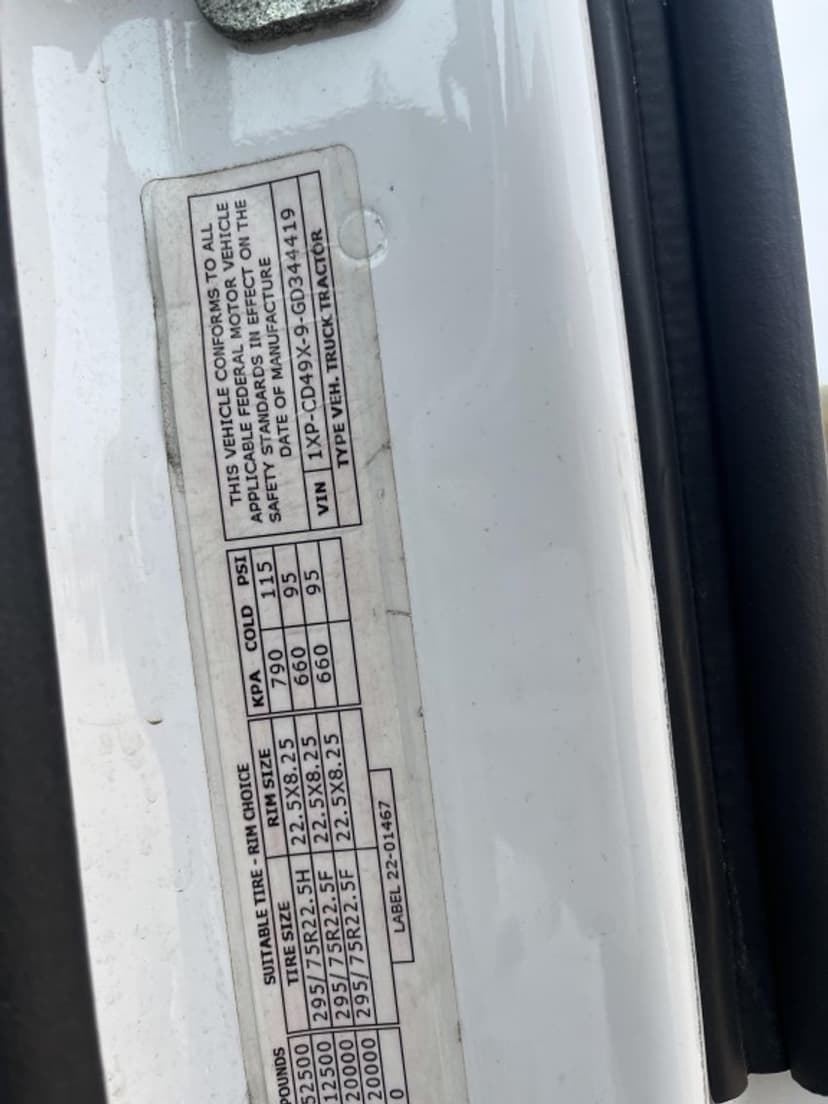 POUNDS
52500
12500
20000
20000
0
SUITABLE TIRE - RIM CHOICE
TIRE SIZE RIM SIZE KPA COLD PSI
295/75R22.5H 22.5X8.25 790 115
295/75R22.5F 22.5X8.25 660 95
295/75R22.5F 22.5X8.25 660 95
LABEL 22-01467
THIS VEHICLE CONFORMS TO ALL
APPLICABLE FEDERAL MOTOR VEHICLE
SAFETY STANDARDS IN EFFECT ON THE
DATE OF MANUFACTURE
VIN 1XP-CD49X-9-GD344419
TYPE VEH. TRUCK TRACTOR